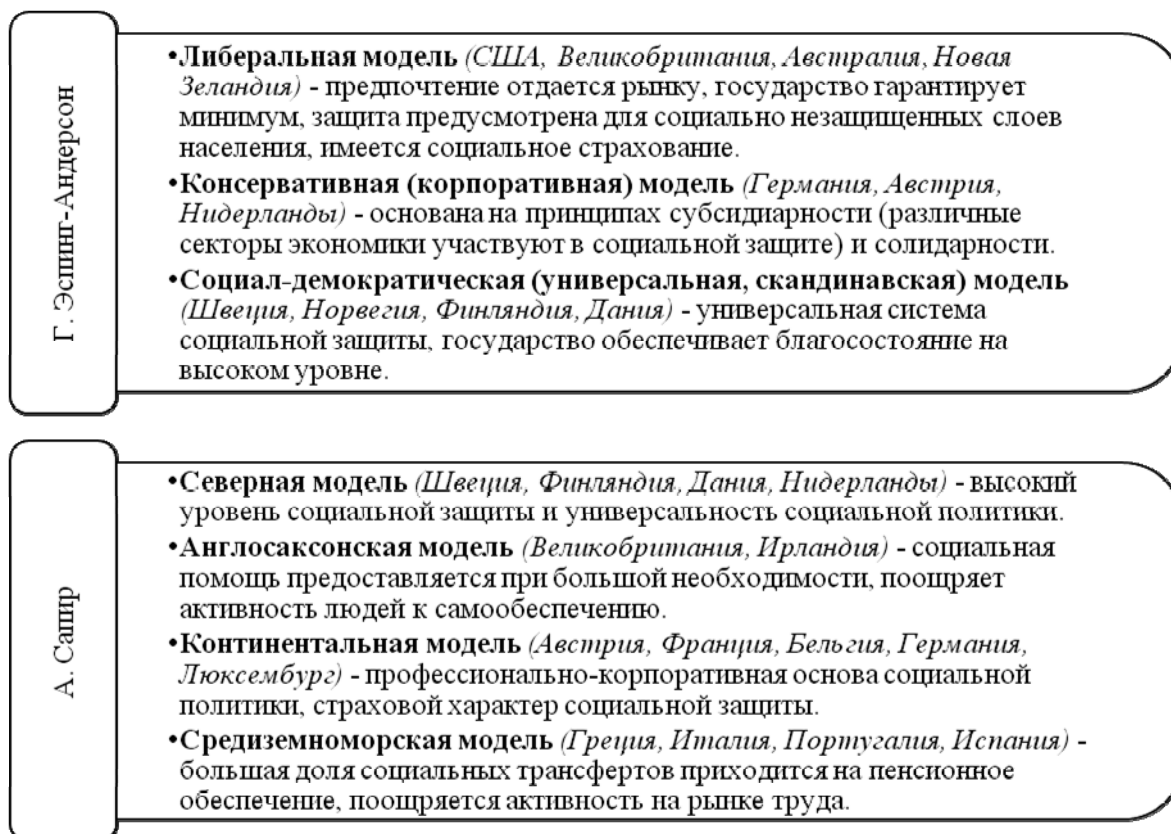 Г. Эспинг-Андерсон
•Либеральная модель (США, Великобритания, Австралия, Новая
Зеландия) - предпочтение отдается рынку, государство гарантирует
минимум, защита предусмотрена для социально незащищенных слоев
населения, имеется социальное страхование.
•Консервативная (корпоративная) модель (Германия, Австрия,
Нидерланды) - основана на принципах субсидиарности (различные
секторы экономики участвуют в социальной защите) и солидарности.
•Социал-демократическая (универсальная, скандинавская) модель
(Швеция, Норвегия, Финляндия, Дания) - универсальная система
социальной защиты, государство обеспечивает благосостояние на
высоком уровне.
А. Сапир
•Северная модель (Швеция, Финляндия, Дания, Нидерланды) - высокий
уровень социальной защиты и универсальность социальной политики.
•Англосаксонская модель (Великобритания, Ирландия) - социальная
помощь предоставляется при большой необходимости, поощряет
активность людей к самообеспечению.
•Континентальная модель (Австрия, Франция, Бельгия, Германия,
Люксембург) - профессионально-корпоративная основа социальной
политики, страховой характер социальной защиты.
•Средиземноморская модель (Греция, Италия, Португалия, Испания) -
большая доля социальных трансфертов приходится на пенсионное
обеспечение, поощряется активность на рынке труда.